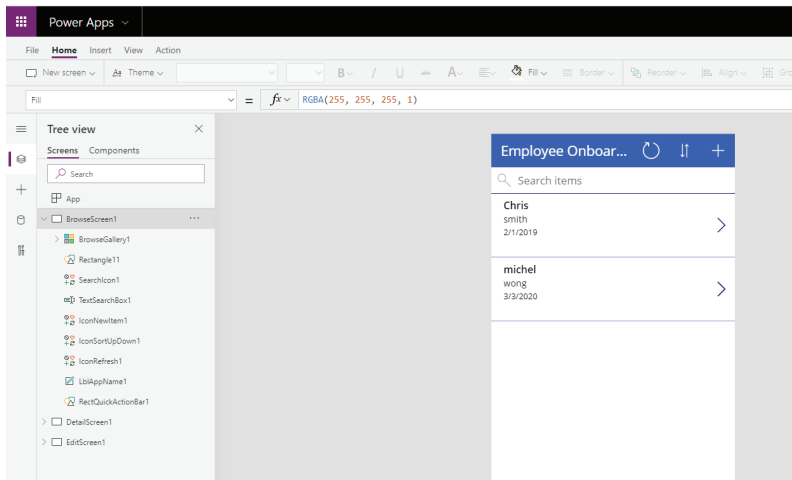 Power Apps
File Home Insert View Action
New screen Theme B / U abc A Fill Border Reorder Align Gro
Fill = fx RGBA(255, 255, 255, 1)
Tree view
Screens Components
Search
App
BrowseScreen1 ...
BrowseGallery1
Rectangle11
SearchIcon1
TextSearchBox1
IconNewItem1
IconSortUpDown1
IconRefresh1
LblAppName1
RectQuickActionBar1
DetailScreen1
EditScreen1
Employee Onboar...
Search items
Chris
smith
2/1/2019
michel
wong
3/3/2020